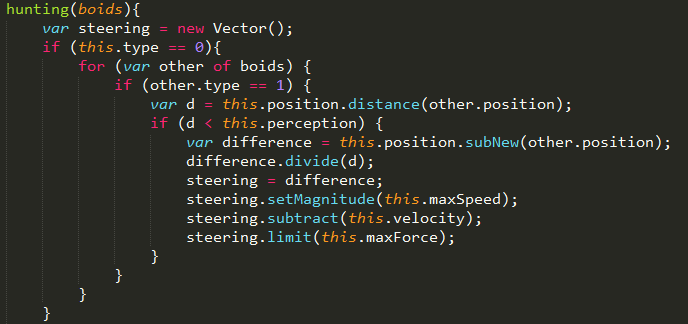 hunting(boids){
    var steering = new Vector();
    if (this.type == 0){
        for (var other of boids) {
            if (other.type == 1) {
                var d = this.position.distance(other.position);
                if (d < this.perception) {
                    var difference = this.position.subNew(other.position);
                    difference.divide(d);
                    steering = difference;
                    steering.setMagnitude(this.maxSpeed);
                    steering.subtract(this.velocity);
                    steering.limit(this.maxForce);
                }
            }
        }
    }